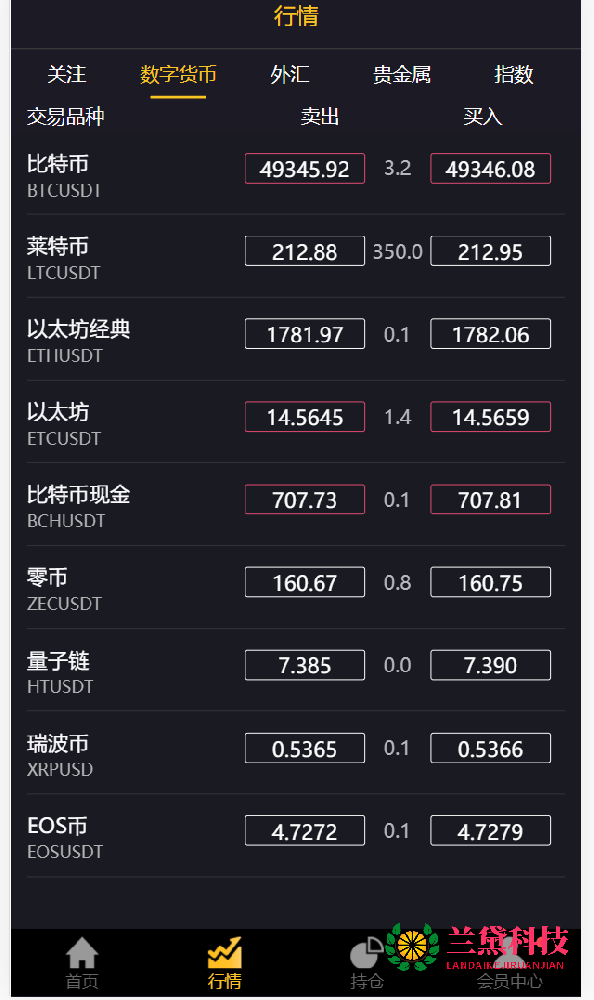 行情
关注 数字货币 外汇 贵金属 指数
交易品种 卖出 买入
比特币 49345.92 3.2 49346.08
BTCUSDT
莱特币 212.88 350.0 212.95
LTCUSDT
以太坊经典 1781.97 0.1 1782.06
ETHUSDT
以太坊 14.5645 1.4 14.5659
ETCUSDT
比特币现金 707.73 0.1 707.81
BCHUSDT
零币 160.67 0.8 160.75
ZECUSDT
量子链 7.385 0.0 7.390
HTUSDT
瑞波币 0.5365 0.1 0.5366
XRPUSD
EOS币 4.7272 0.1 4.7279
EOSUSDT
兰黛科技
LANDAIKEJIRUANJIAN
首页 行情 持仓 会员中心